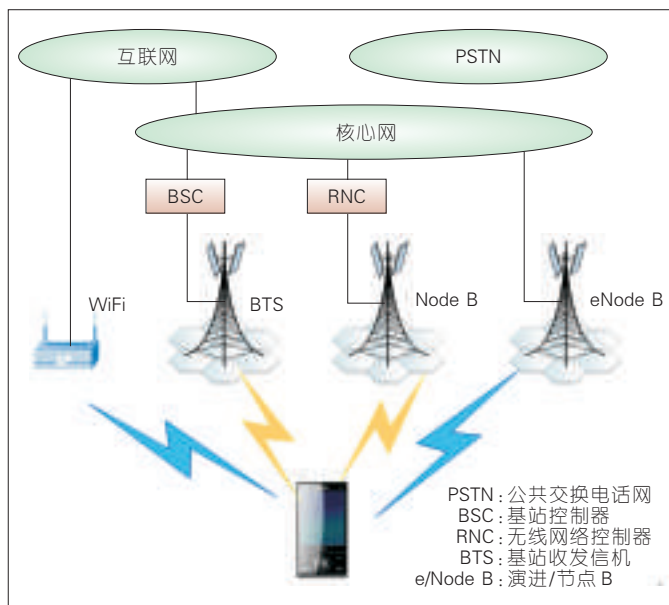 互联网
PSTN
核心网
BSC
RNC
WiFi
BTS
Node B
eNode B
PSTN：公共交换电话网
BSC：基站控制器
RNC：无线网络控制器
BTS：基站收发信机
e/Node B：演进/节点 B